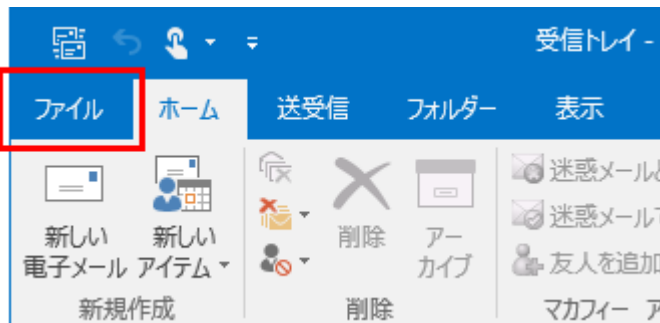 受信トレイ -
ファイル ホーム 送受信 フォルダー 表示
新しい
電子メール
新しい
アイテム
削除
アー
カイブ
迷惑メール
迷惑メール
友人を追加
新規作成 削除 マカフィー ア